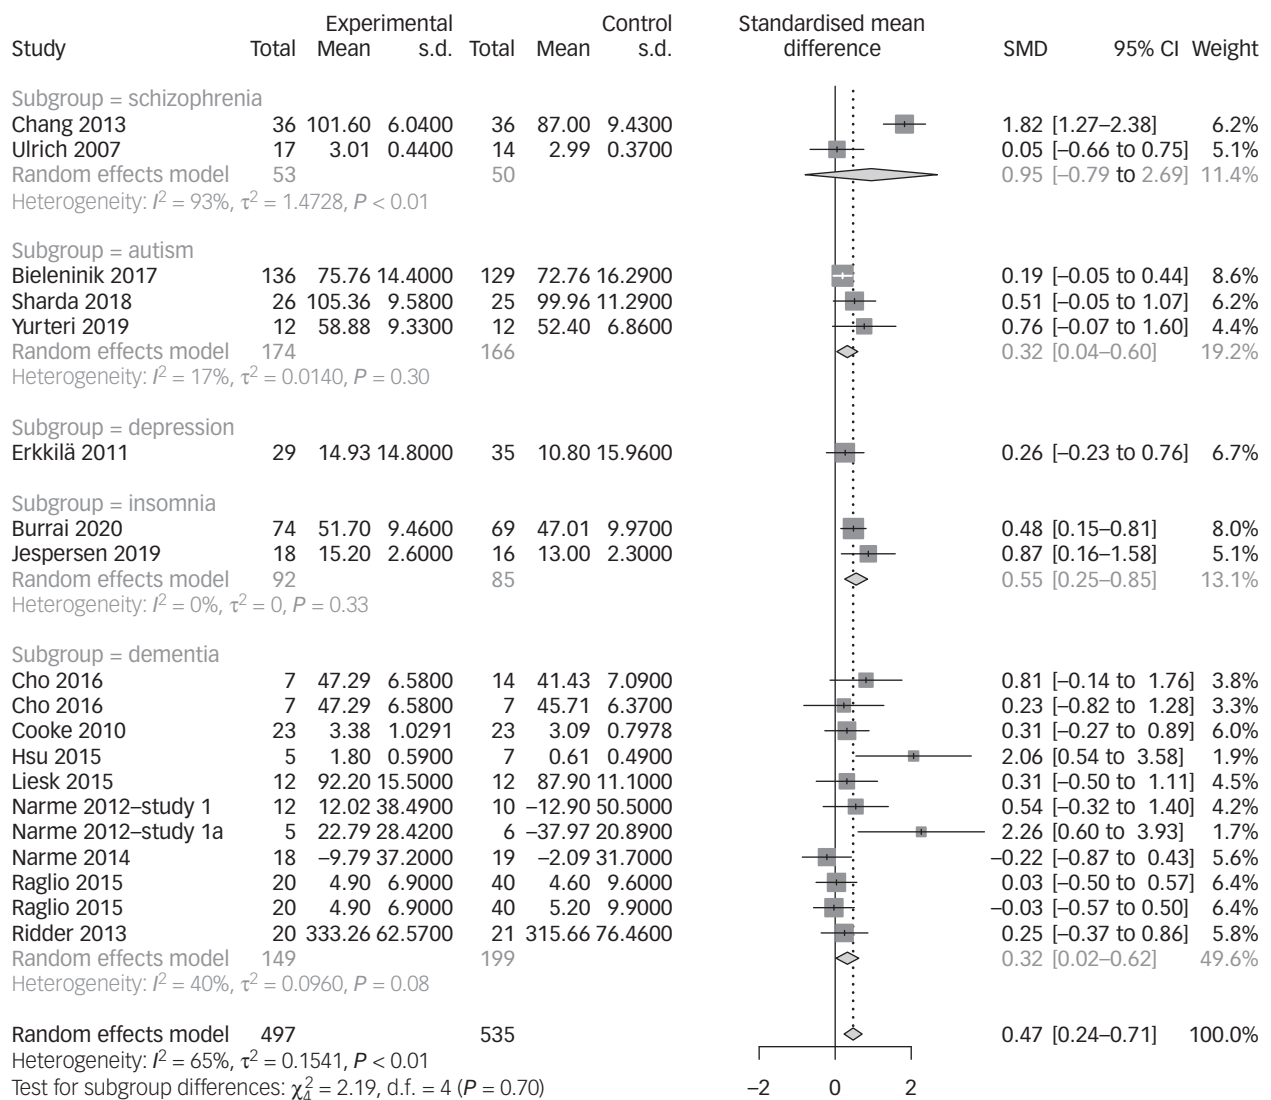 Experimental Control Standardised mean
Study Total Mean s.d. Total Mean s.d. difference SMD 95% CI Weight
Subgroup = schizophrenia
Chang 2013 36 101.60 6.0400 36 87.00 9.4300 1.82 [1.27–2.38] 6.2%
Ulrich 2007 17 3.01 0.4400 14 2.99 0.3700 0.05 [–0.66 to 0.75] 5.1%
Random effects model 53 50 0.95 [–0.79 to 2.69] 11.4%
Heterogeneity: I² = 93%, τ² = 1.4728, P < 0.01
Subgroup = autism
Bieleninik 2017 136 75.76 14.4000 129 72.76 16.2900 0.19 [–0.05 to 0.44] 8.6%
Sharda 2018 26 105.36 9.5800 25 99.96 11.2900 0.51 [–0.05 to 1.07] 6.2%
Yurteri 2019 12 58.88 9.3300 12 52.40 6.8600 0.76 [–0.07 to 1.60] 4.4%
Random effects model 174 166 0.32 [0.04–0.60] 19.2%
Heterogeneity: I² = 17%, τ² = 0.0140, P = 0.30
Subgroup = depression
Erkkilä 2011 29 14.93 14.8000 35 10.80 15.9600 0.26 [–0.23 to 0.76] 6.7%
Subgroup = insomnia
Burrai 2020 74 51.70 9.4600 69 47.01 9.9700 0.48 [0.15–0.81] 8.0%
Jespersen 2019 18 15.20 2.6000 16 13.00 2.3000 0.87 [0.16–1.58] 5.1%
Random effects model 92 85 0.55 [0.25–0.85] 13.1%
Heterogeneity: I² = 0%, τ² = 0, P = 0.33
Subgroup = dementia
Cho 2016 7 47.29 6.5800 14 41.43 7.0900 0.81 [–0.14 to 1.76] 3.8%
Cho 2016 7 47.29 6.5800 7 45.71 6.3700 0.23 [–0.82 to 1.28] 3.3%
Cooke 2010 23 3.38 1.0291 23 3.09 0.7978 0.31 [–0.27 to 0.89] 6.0%
Hsu 2015 5 1.80 0.5900 7 0.61 0.4900 2.06 [0.54 to 3.58] 1.9%
Liesk 2015 12 92.20 15.5000 12 87.90 11.1000 0.31 [–0.50 to 1.11] 4.5%
Narme 2012–study 1 12 12.02 38.4900 10 –12.90 50.5000 0.54 [–0.32 to 1.40] 4.2%
Narme 2012–study 1a 5 22.79 28.4200 6 –37.97 20.8900 2.26 [0.60 to 3.93] 1.7%
Narme 2014 18 –9.79 37.2000 19 –2.09 31.7000 –0.22 [–0.87 to 0.43] 5.6%
Raglio 2015 20 4.90 6.9000 40 4.60 9.6000 0.03 [–0.50 to 0.57] 6.4%
Raglio 2015 20 4.90 6.9000 40 5.20 9.9000 –0.03 [–0.57 to 0.50] 6.4%
Ridder 2013 20 333.26 62.5700 21 315.66 76.4600 0.25 [–0.37 to 0.86] 5.8%
Random effects model 149 199 0.32 [0.02–0.62] 49.6%
Heterogeneity: I² = 40%, τ² = 0.0960, P = 0.08
Random effects model 497 535 0.47 [0.24–0.71] 100.0%
Heterogeneity: I² = 65%, τ² = 0.1541, P < 0.01
Test for subgroup differences: χ₄² = 2.19, d.f. = 4 (P = 0.70) –2 0 2